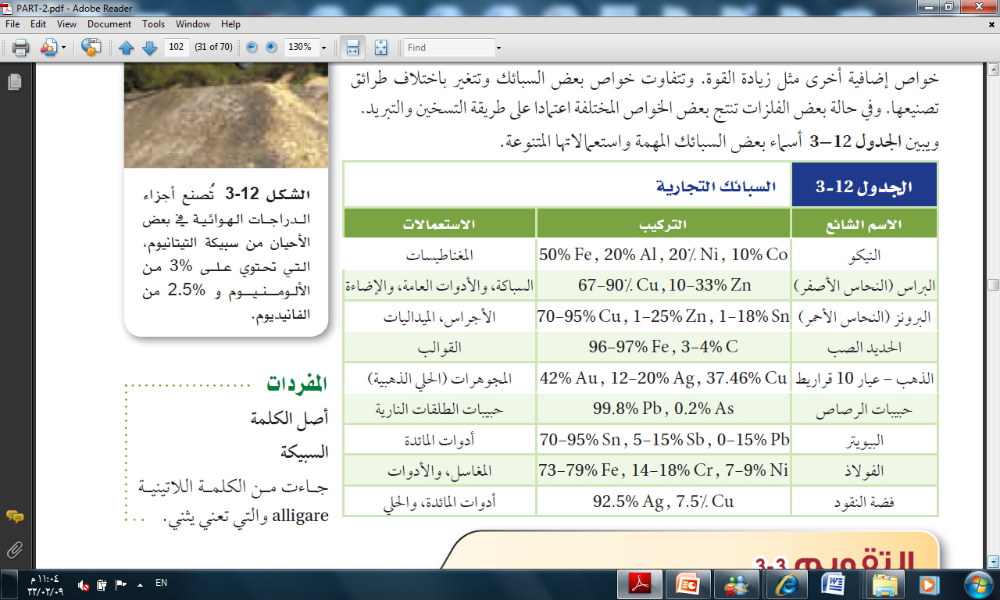 PART-2.pdf - Adobe Reader
File Edit View Document Tools Window Help
102 (31 of 70) 130% Find
خواص إضافية أخرى مثل زيادة القوة. وتتفاوت خواص بعض السبائك وتتغير باختلاف طرائق
تصنيعها. وفي حالة بعض الفلزات تنتج بعض الخواص المختلفة اعتمادا على طريقة التسخين والتبريد.
ويبين الجدول 12–3 أسماء بعض السبائك المهمة واستعمالاتها المتنوعة.
الجدول 12-3 السبائك التجارية
الاسم الشائع التركيب الاستعمالات
النيكو 50% Fe , 20% Al , 20% Ni , 10% Co المغناطيسات
البراس (النحاس الأصفر) 67–90% Cu ,10–33% Zn السباكة، والأدوات العامة، والإضاءة
البرونز (النحاس الأحمر) 70–95% Cu , 1–25% Zn , 1–18% Sn الأجراس، الميداليات
الحديد الصب 96–97% Fe , 3–4% C القوالب
الذهب – عيار 10 قراريط 42% Au , 12–20% Ag , 37.46% Cu المجوهرات (الحلي الذهبية)
حبيبات الرصاص 99.8% Pb , 0.2% As حبيبات الطلقات النارية
البيويتر 70–95% Sn , 5–15% Sb , 0–15% Pb أدوات المائدة
الفولاذ 73–79% Fe , 14–18% Cr , 7–9% Ni المغاسل، والأدوات
فضة النقود 92.5% Ag , 7.5% Cu أدوات المائدة، والحلي
الشكل 12-3 تُصنع أجزاء
الدراجات الهوائية في بعض
الأحيان من سبيكة التيتانيوم،
التي تحتوي على 3% من
الألومنيوم و 2.5% من
الفانيديوم.
المفردات
أصل الكلمة
السبيكة
جاءت من الكلمة اللاتينية
alligare والتي تعني يثني.
التقويم 3-3
EN
١١:٠٤ م
٣٣/٠٢/٠٩